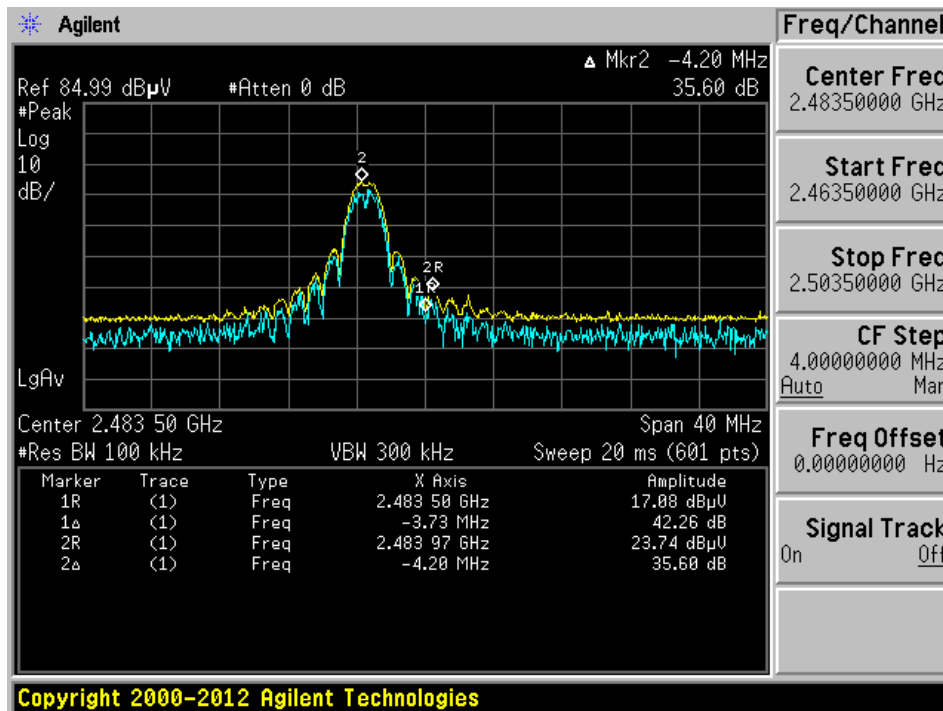 Agilent
Freq/Channel
Δ Mkr2 -4.20 MHz
Ref 84.99 dBµV #Atten 0 dB 35.60 dB
#Peak
Log
10
dB/
2
2R
1R
LgAv
Center 2.483 50 GHz Span 40 MHz
#Res BW 100 kHz VBW 300 kHz Sweep 20 ms (601 pts)
Marker Trace Type X Axis Amplitude
1R (1) Freq 2.483 50 GHz 17.08 dBµV
1Δ (1) Freq -3.73 MHz 42.26 dB
2R (1) Freq 2.483 97 GHz 23.74 dBµV
2Δ (1) Freq -4.20 MHz 35.60 dB
Center Freq
2.48350000 GHz
Start Freq
2.46350000 GHz
Stop Freq
2.50350000 GHz
CF Step
4.00000000 MHz
Auto Man
Freq Offset
0.00000000 Hz
Signal Track
On Off
Copyright 2000-2012 Agilent Technologies